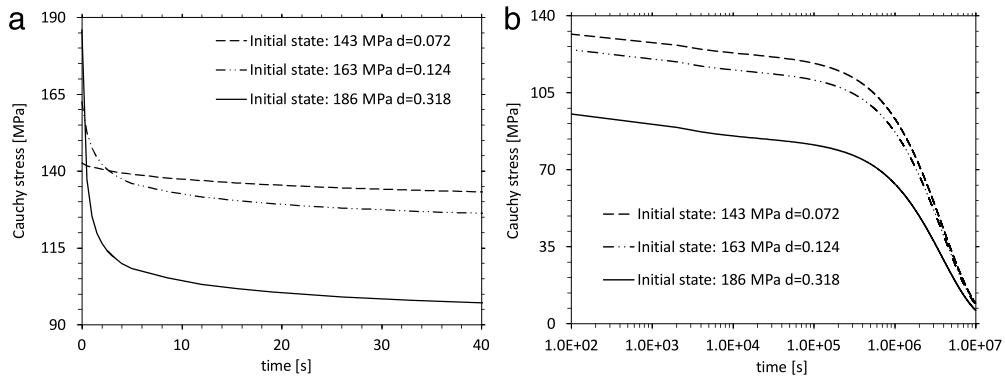 a
190
165
140
115
90
Cauchy stress [MPa]
Initial state: 143 MPa d=0.072
Initial state: 163 MPa d=0.124
Initial state: 186 MPa d=0.318
0 10 20 30 40
time [s]
b
140
105
70
35
0
Cauchy stress [MPa]
Initial state: 143 MPa d=0.072
Initial state: 163 MPa d=0.124
Initial state: 186 MPa d=0.318
1.0E+02 1.0E+03 1.0E+04 1.0E+05 1.0E+06 1.0E+07
time [s]